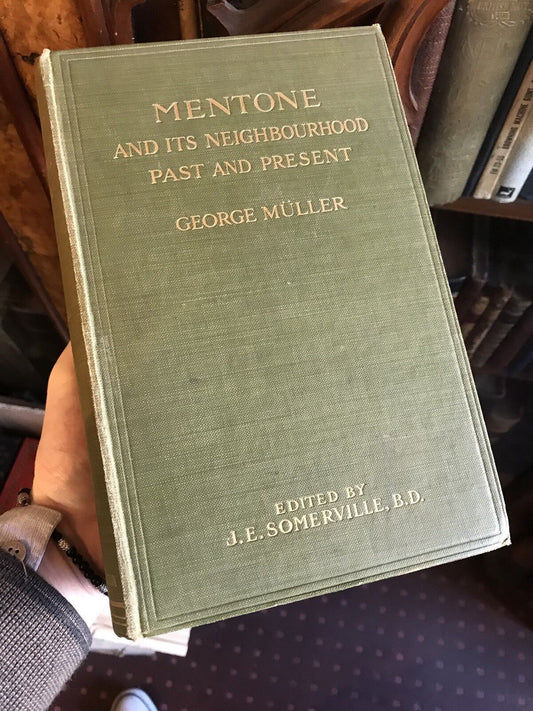 MENTONE
AND ITS NEIGHBOURHOOD
PAST AND PRESENT
GEORGE MÜLLER
EDITED BY
J.E. SOMERVILLE, B.D.